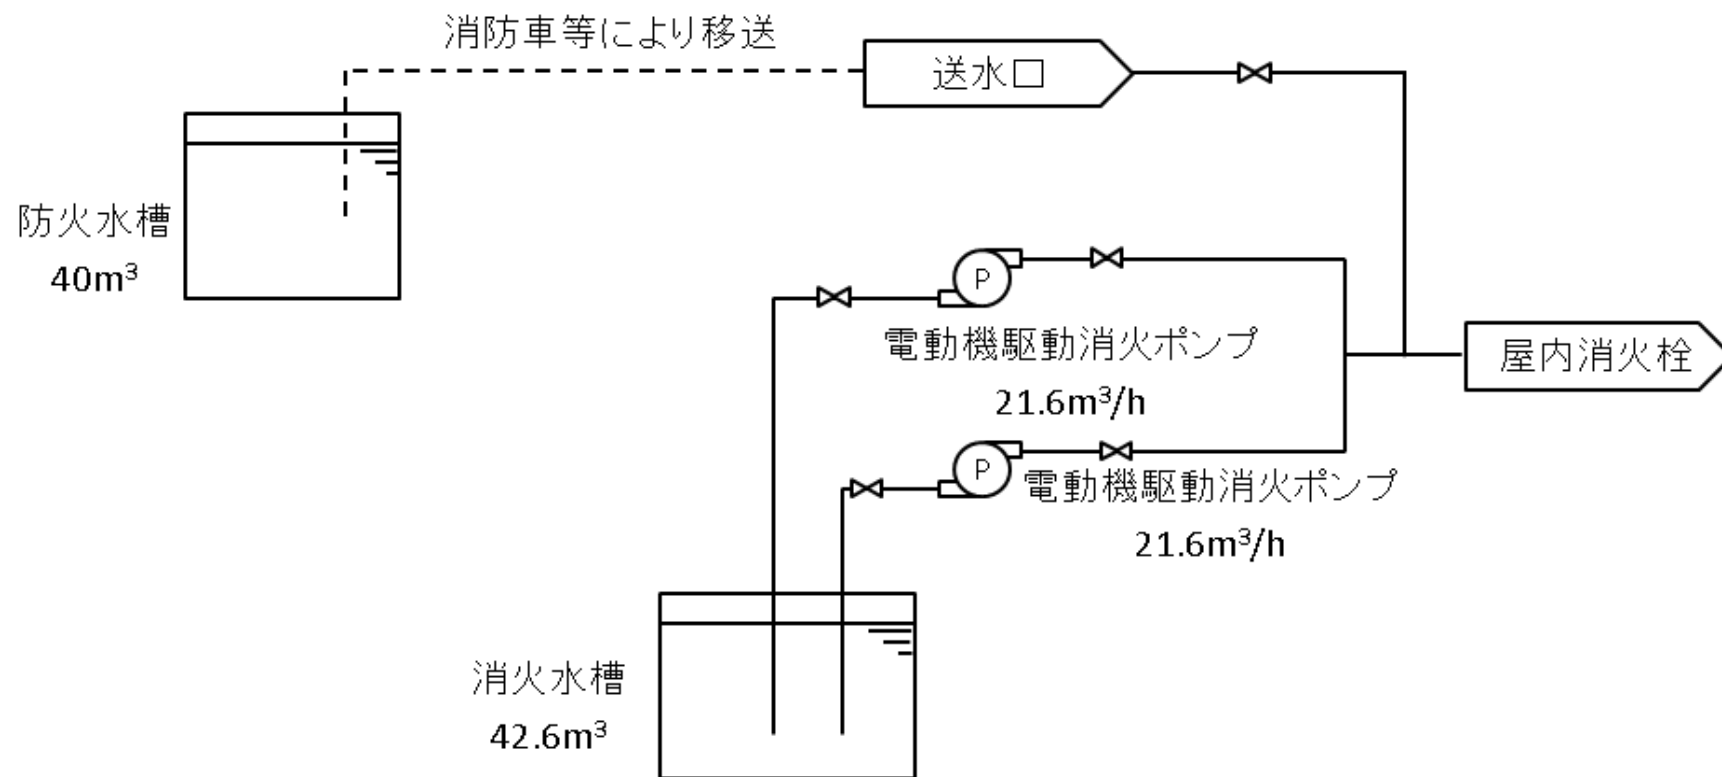 消防車等により移送
送水口
防火水槽
40m³
P
電動機駆動消火ポンプ
21.6m³/h
屋内消火栓
P
電動機駆動消火ポンプ
21.6m³/h
消火水槽
42.6m³